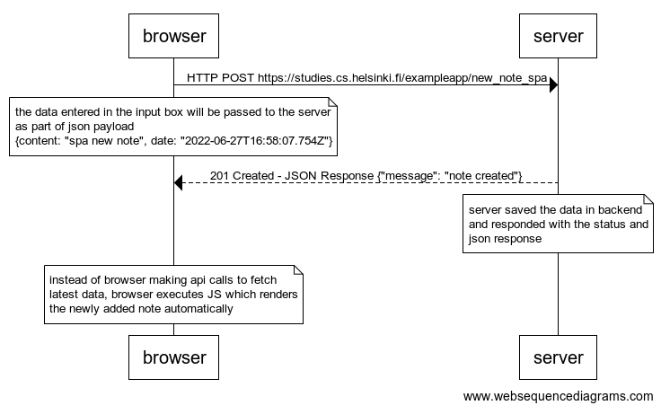 browser
server
HTTP POST https://studies.cs.helsinki.fi/exampleapp/new_note_spa
the data entered in the input box will be passed to the server
as part of json payload
{content: "spa new note", date: "2022-06-27T16:58:07.754Z"}
201 Created - JSON Response {"message": "note created"}
server saved the data in backend
and responded with the status and
json response
instead of browser making api calls to fetch
latest data, browser executes JS which renders
the newly added note automatically
browser
server
www.websequencediagrams.com